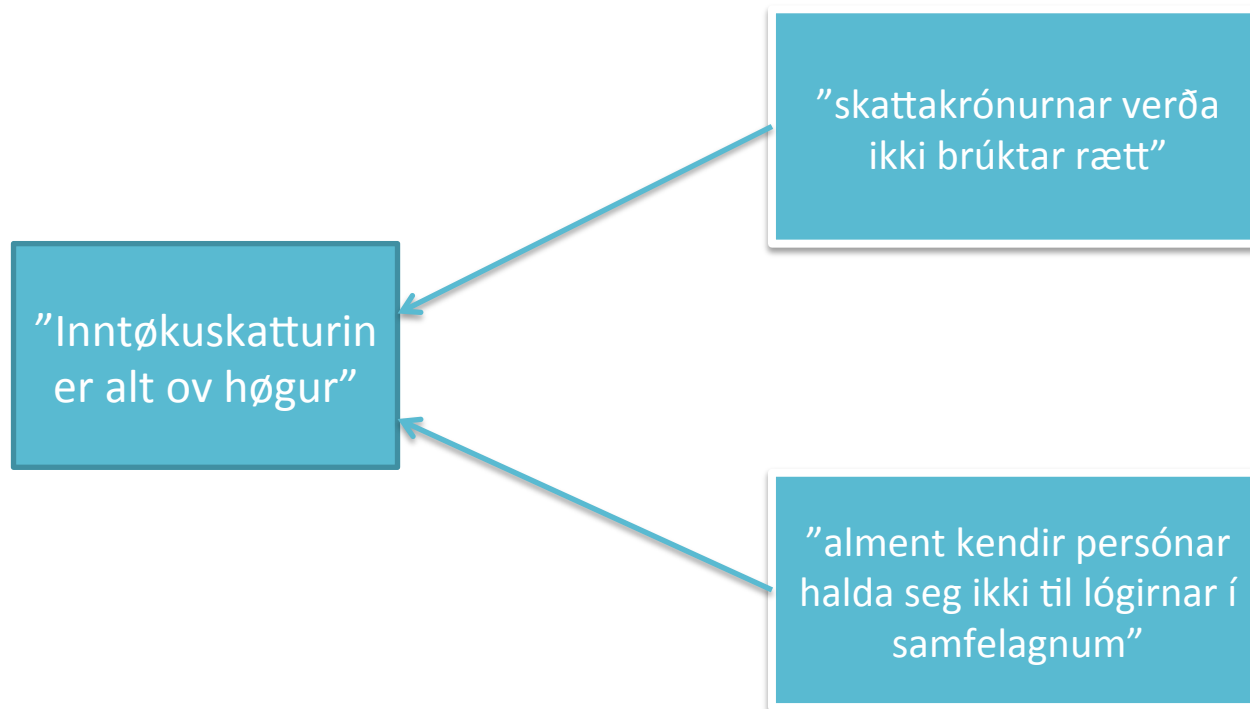 ”skattakrónurnar verða
ikki brúktar rætt”
”Inntøkuskatturin
er alt ov høgur”
”alment kendir persónar
halda seg ikki til lógirnar í
samfelagnum”